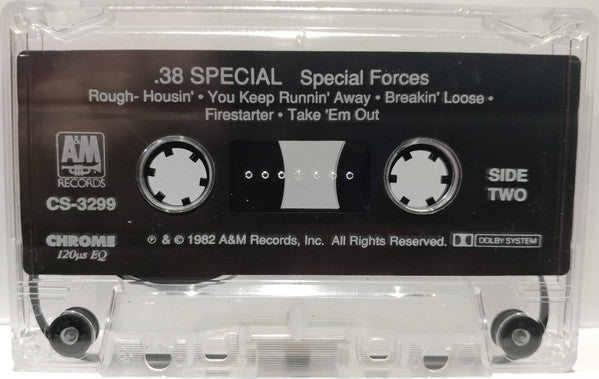 .38 SPECIAL Special Forces
Rough- Housin' • You Keep Runnin' Away • Breakin' Loose •
Firestarter • Take 'Em Out
A&M
RECORDS
CS-3299
SIDE
TWO
CHROME
120µs EQ
℗ & © 1982 A&M Records, Inc. All Rights Reserved. DOLBY SYSTEM